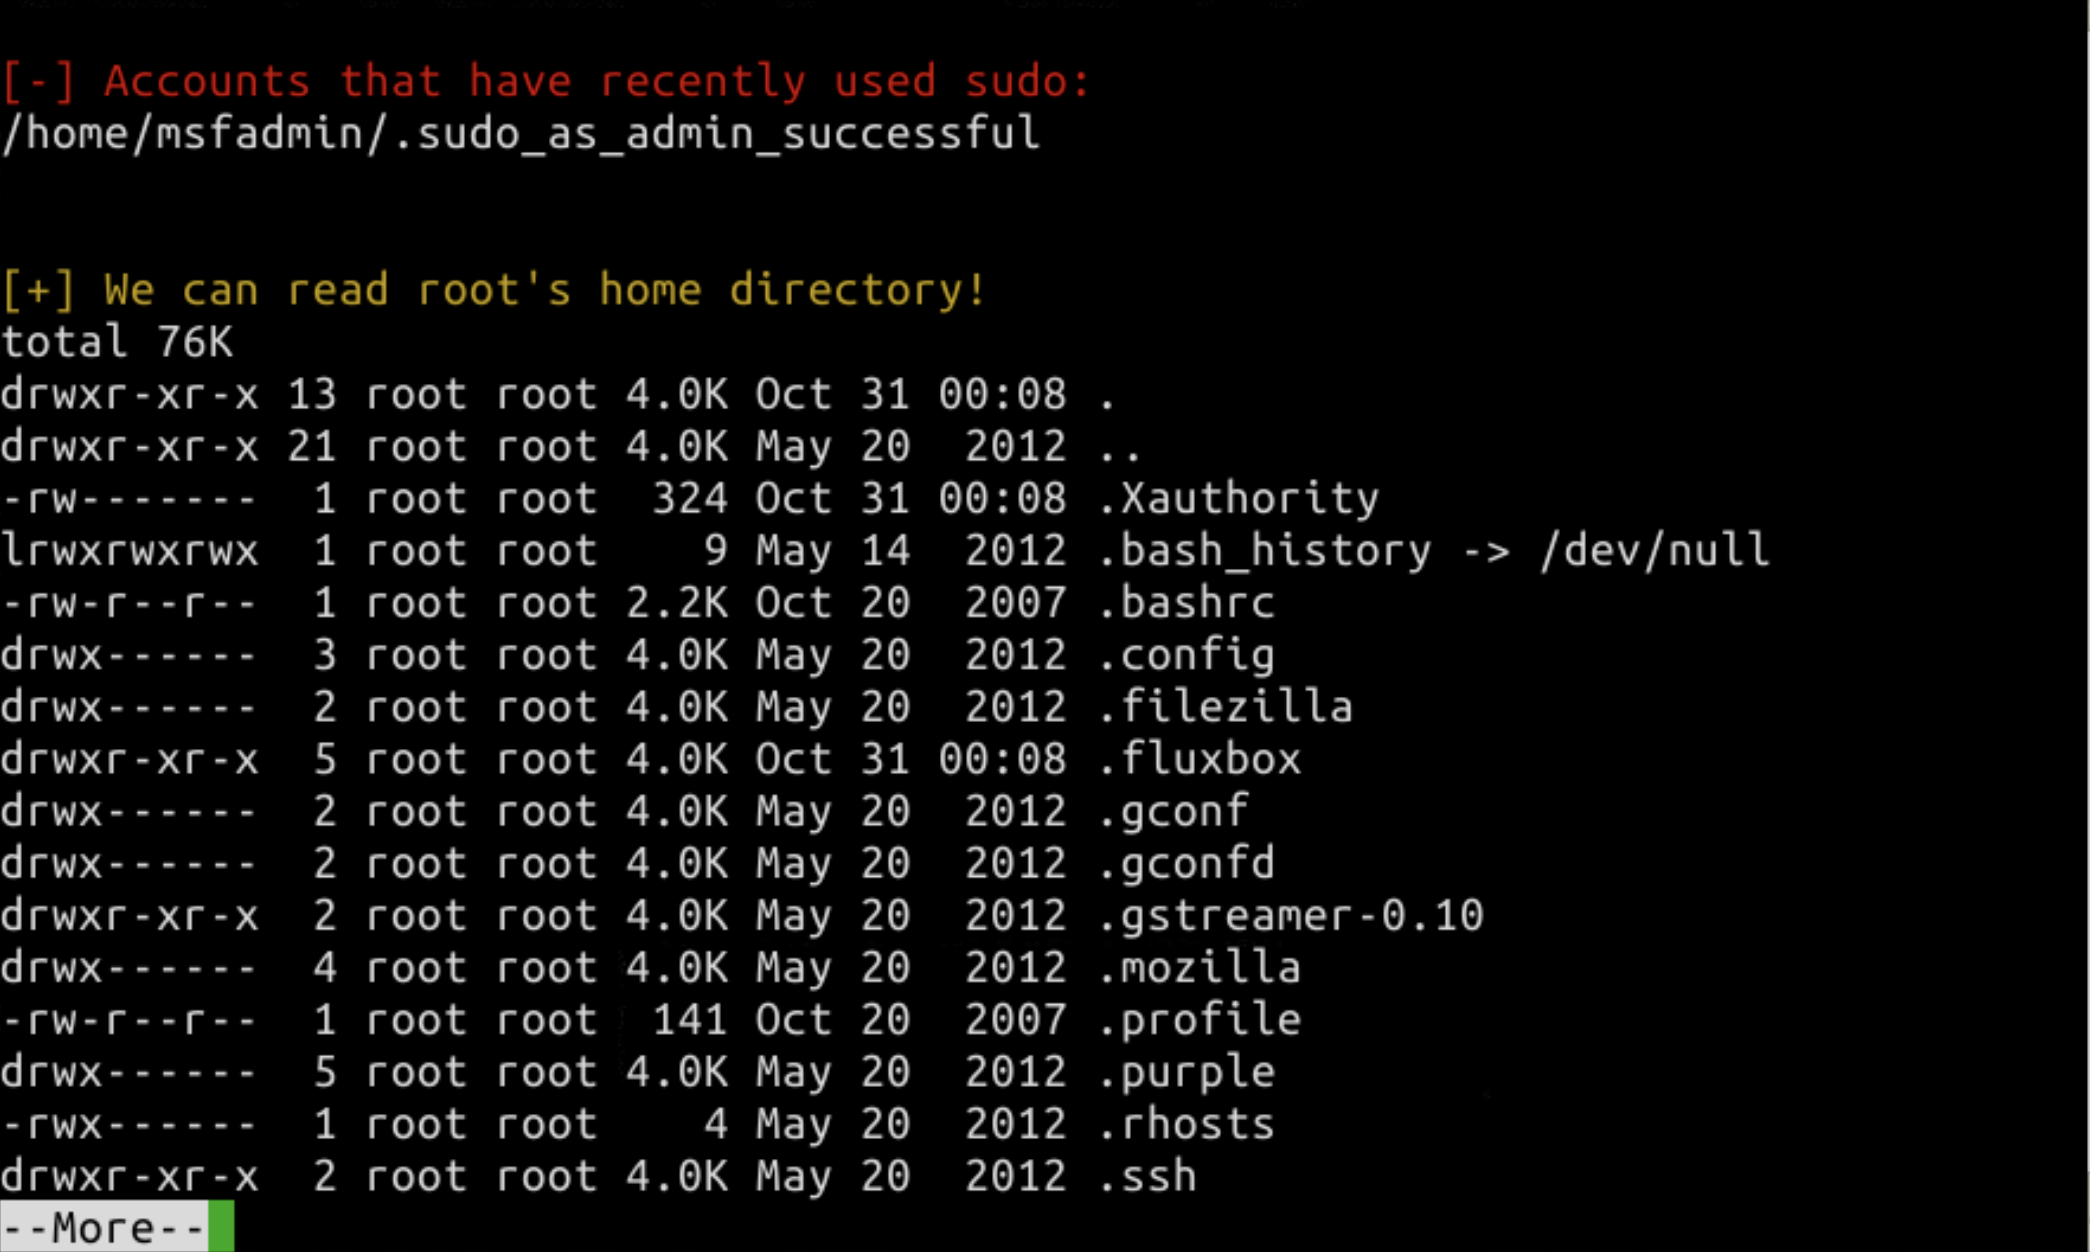 [-] Accounts that have recently used sudo:
/home/msfadmin/.sudo_as_admin_successful
[+] We can read root's home directory!
total 76K
drwxr-xr-x 13 root root 4.0K Oct 31 00:08 .
drwxr-xr-x 21 root root 4.0K May 20  2012 ..
-rw-------  1 root root  324 Oct 31 00:08 .Xauthority
lrwxrwxrwx  1 root root    9 May 14  2012 .bash_history -> /dev/null
-rw-r--r--  1 root root 2.2K Oct 20  2007 .bashrc
drwx------  3 root root 4.0K May 20  2012 .config
drwx------  2 root root 4.0K May 20  2012 .filezilla
drwxr-xr-x  5 root root 4.0K Oct 31 00:08 .fluxbox
drwx------  2 root root 4.0K May 20  2012 .gconf
drwx------  2 root root 4.0K May 20  2012 .gconfd
drwxr-xr-x  2 root root 4.0K May 20  2012 .gstreamer-0.10
drwx------  4 root root 4.0K May 20  2012 .mozilla
-rw-r--r--  1 root root  141 Oct 20  2007 .profile
drwx------  5 root root 4.0K May 20  2012 .purple
-rwx------  1 root root    4 May 20  2012 .rhosts
drwxr-xr-x  2 root root 4.0K May 20  2012 .ssh
--More--